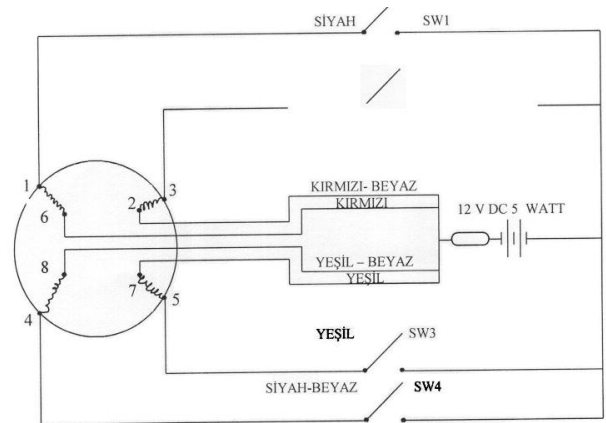 SİYAH SW1
1
3
2
6
KIRMIZI- BEYAZ
KIRMIZI
12 V DC 5 WATT
8
7
5
4
YEŞİL – BEYAZ
YEŞİL
YEŞİL SW3
SİYAH-BEYAZ SW4